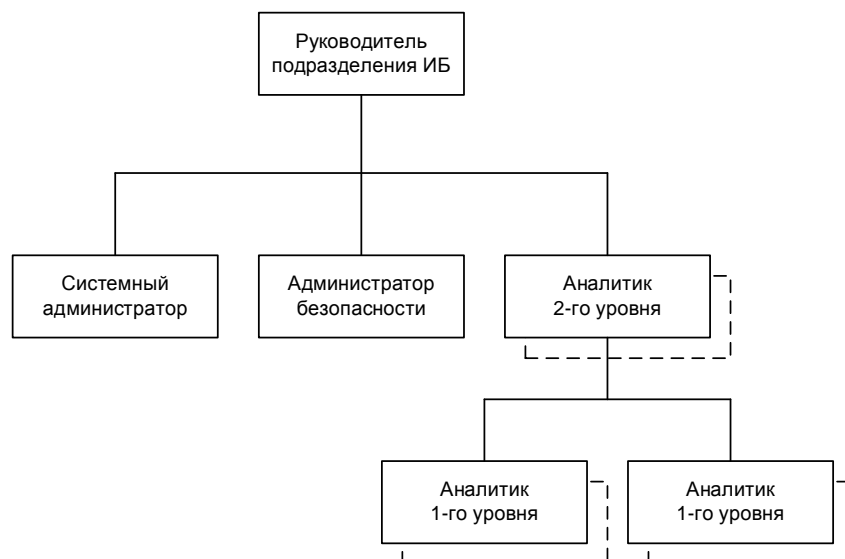 Руководитель
подразделения ИБ
Системный
администратор
Администратор
безопасности
Аналитик
2-го уровня
Аналитик
1-го уровня
Аналитик
1-го уровня